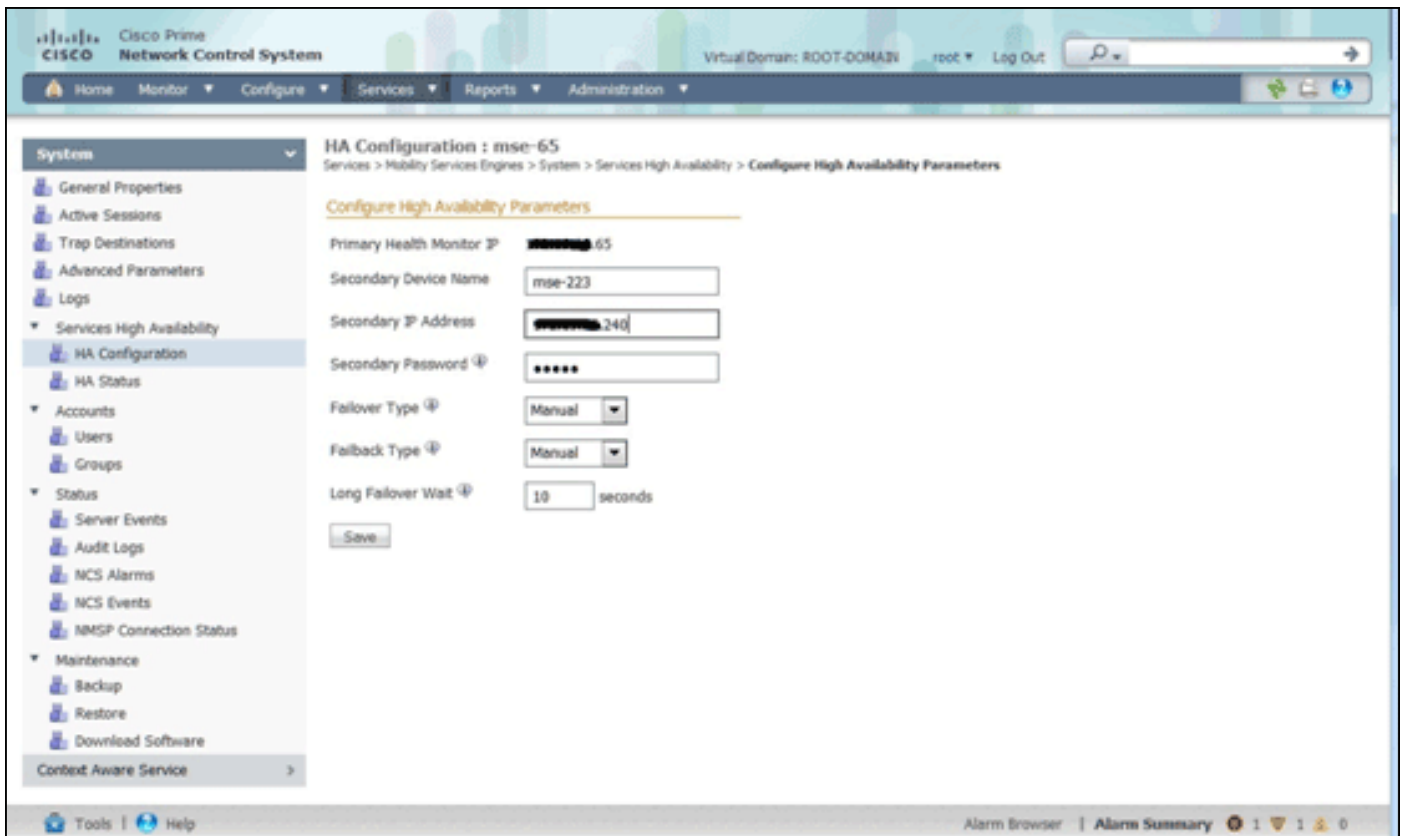 Cisco Prime
CISCO Network Control System
Virtual Domain: ROOT-DOMAIN root Log Out
Home Monitor Configure Services Reports Administration
System
General Properties
Active Sessions
Trap Destinations
Advanced Parameters
Logs
Services High Availability
HA Configuration
HA Status
Accounts
Users
Groups
Status
Server Events
Audit Logs
NCS Alarms
NCS Events
NMSP Connection Status
Maintenance
Backup
Restore
Download Software
Context Aware Service
HA Configuration : mse-65
Services > Mobility Services Engines > System > Services High Availability > Configure High Availability Parameters
Configure High Availability Parameters
Primary Health Monitor IP .65
Secondary Device Name mse-223
Secondary IP Address .240
Secondary Password •••••
Failover Type Manual
Failback Type Manual
Long Failover Wait 10 seconds
Save
Tools | Help
Alarm Browser | Alarm Summary 1 1 0